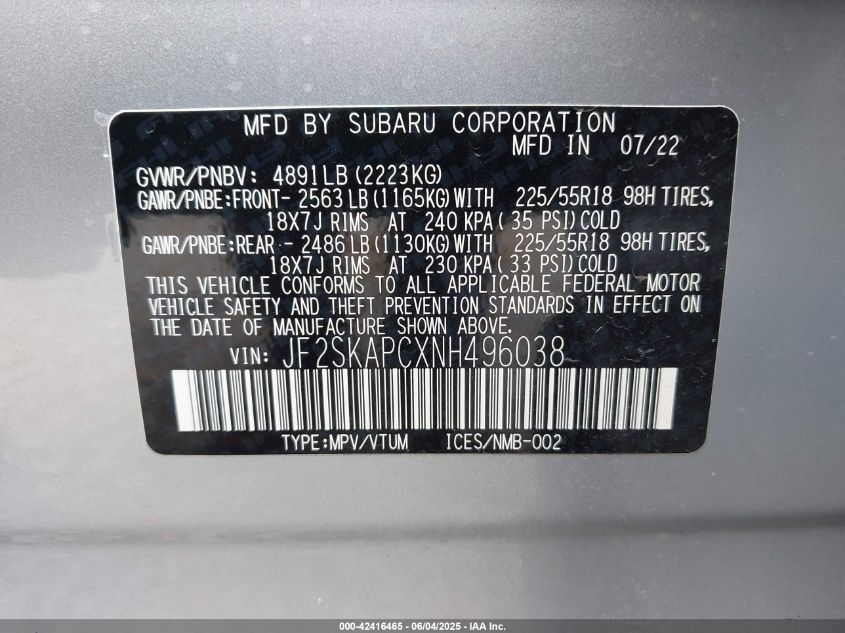 MFD BY SUBARU CORPORATION
MFD IN 07/22
GVWR/PNBV: 4891LB(2223KG)
GAWR/PNBE:FRONT- 2563LB(1165KG)WITH 225/55R18 98H TIRES,
18X7J RIMS AT 240 KPA( 35 PSI)COLD
GAWR/PNBE:REAR - 2486LB(1130KG)WITH 225/55R18 98H TIRES,
18X7J RIMS AT 230 KPA( 33 PSI)COLD
THIS VEHICLE CONFORMS TO ALL APPLICABLE FEDERAL MOTOR
VEHICLE SAFETY AND THEFT PREVENTION STANDARDS IN EFFECT ON
THE DATE OF MANUFACTURE SHOWN ABOVE.
VIN: JF2SKAPCXNH496038
TYPE:MPV/VTUM ICES/NMB-002
000-42416465 - 06/04/2025 - IAA Inc.